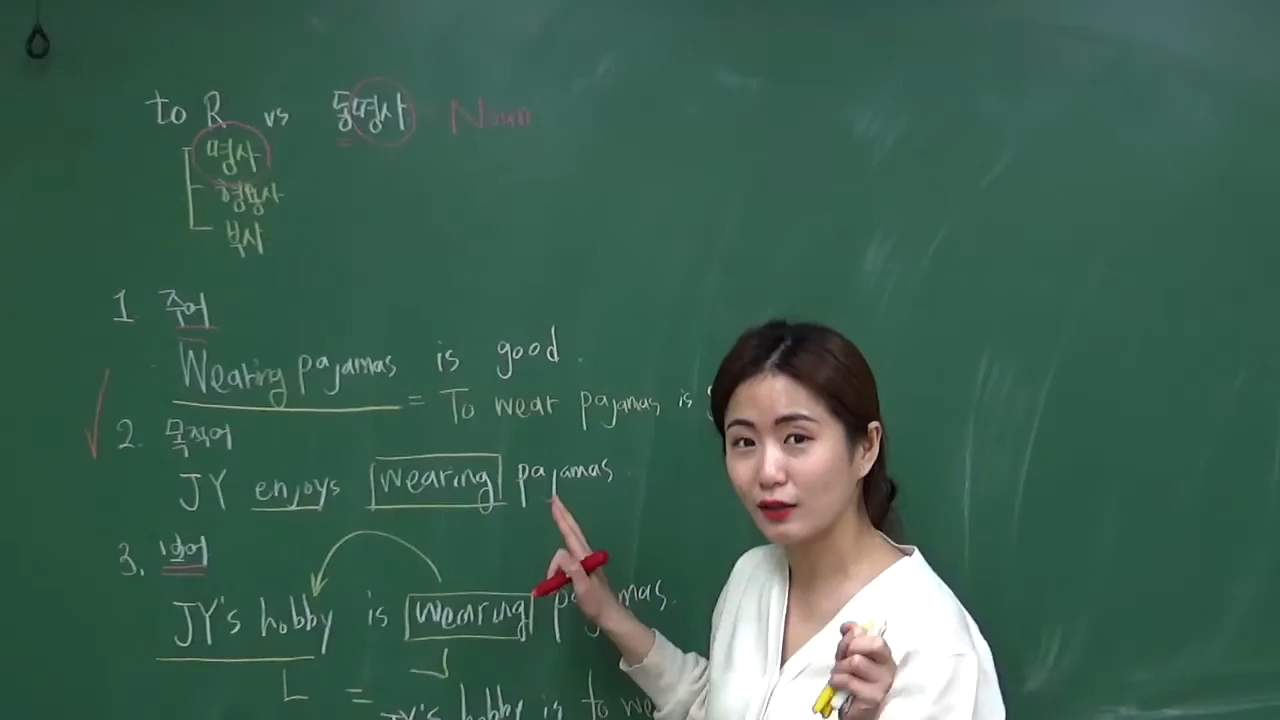 to R vs 동명사 - Noun
명사
형용사
부사
1 주어
Wearing pajamas is good.
= To wear pajamas is
2. 목적어
JY enjoys wearing pajamas
3. 보어
JY's hobby is wearing pajamas.
=
JY's hobby is to we